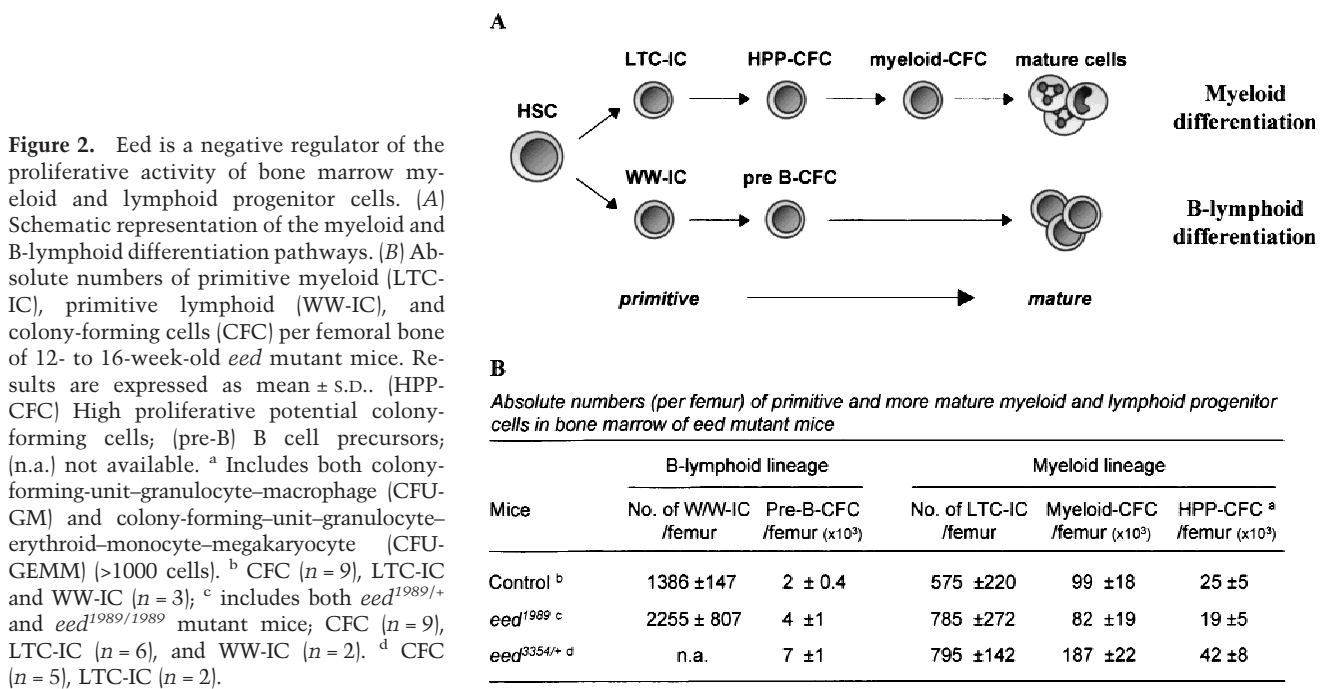 Figure 2. Eed is a negative regulator of the
proliferative activity of bone marrow my-
eloid and lymphoid progenitor cells. (A)
Schematic representation of the myeloid and
B-lymphoid differentiation pathways. (B) Ab-
solute numbers of primitive myeloid (LTC-
IC), primitive lymphoid (WW-IC), and
colony-forming cells (CFC) per femoral bone
of 12- to 16-week-old eed mutant mice. Re-
sults are expressed as mean ± S.D.. (HPP-
CFC) High proliferative potential colony-
forming cells; (pre-B) B cell precursors;
(n.a.) not available. a Includes both colony-
forming-unit–granulocyte–macrophage (CFU-
GM) and colony-forming–unit–granulocyte–
erythroid–monocyte–megakaryocyte (CFU-
GEMM) (>1000 cells). b CFC (n = 9), LTC-IC
and WW-IC (n = 3); c includes both eed1989/+
and eed1989/1989 mutant mice; CFC (n = 9),
LTC-IC (n = 6), and WW-IC (n = 2). d CFC
(n = 5), LTC-IC (n = 2).
A
LTC-IC HPP-CFC myeloid-CFC mature cells
HSC
Myeloid
differentiation
WW-IC pre B-CFC
B-lymphoid
differentiation
primitive mature
B
Absolute numbers (per femur) of primitive and more mature myeloid and lymphoid progenitor
cells in bone marrow of eed mutant mice
B-lymphoid lineage Myeloid lineage
Mice No. of WW-IC Pre-B-CFC No. of LTC-IC Myeloid-CFC HPP-CFC a
/femur /femur (x10³) /femur /femur (x10³) /femur (x10³)
Control b 1386 ±147 2 ± 0.4 575 ±220 99 ±18 25 ±5
eed1989 c 2255 ± 807 4 ±1 785 ±272 82 ±19 19 ±5
eed3354/+ d n.a. 7 ±1 795 ±142 187 ±22 42 ±8